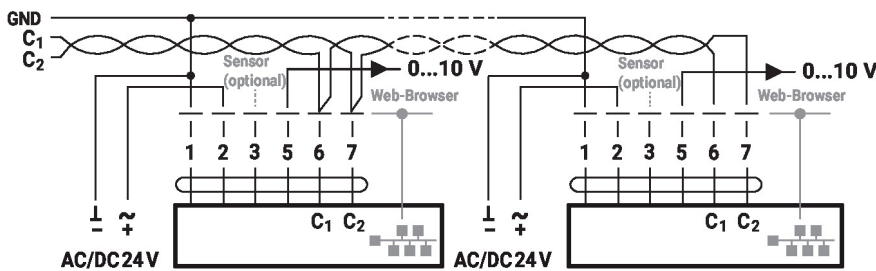 GND
C₁
C₂
Sensor (optional)
0...10 V
Web-Browser
1 2 3 5 6 7
⊥ ~
– +
C₁ C₂
AC/DC 24 V
Sensor (optional)
0...10 V
Web-Browser
1 2 3 5 6 7
⊥ ~
– +
C₁ C₂
AC/DC 24 V